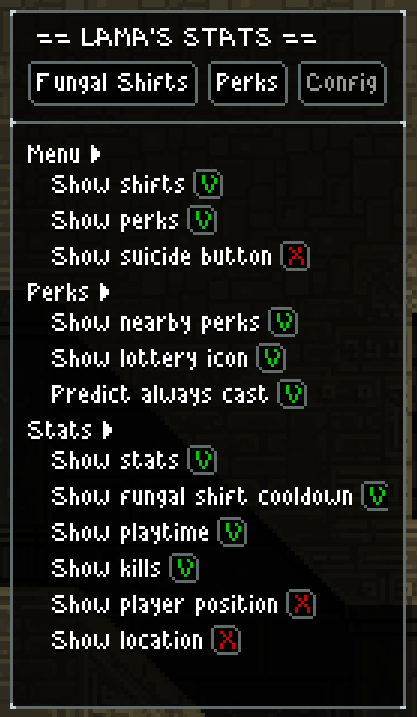 == LAMA'S STATS ==
Fungal Shifts Perks Config
Menu
Show shifts V
Show perks V
Show suicide button X
Perks
Show nearby perks V
Show lottery icon V
Predict always cast V
Stats
Show stats V
Show fungal shift cooldown V
Show playtime V
Show kills V
Show player position X
Show location X